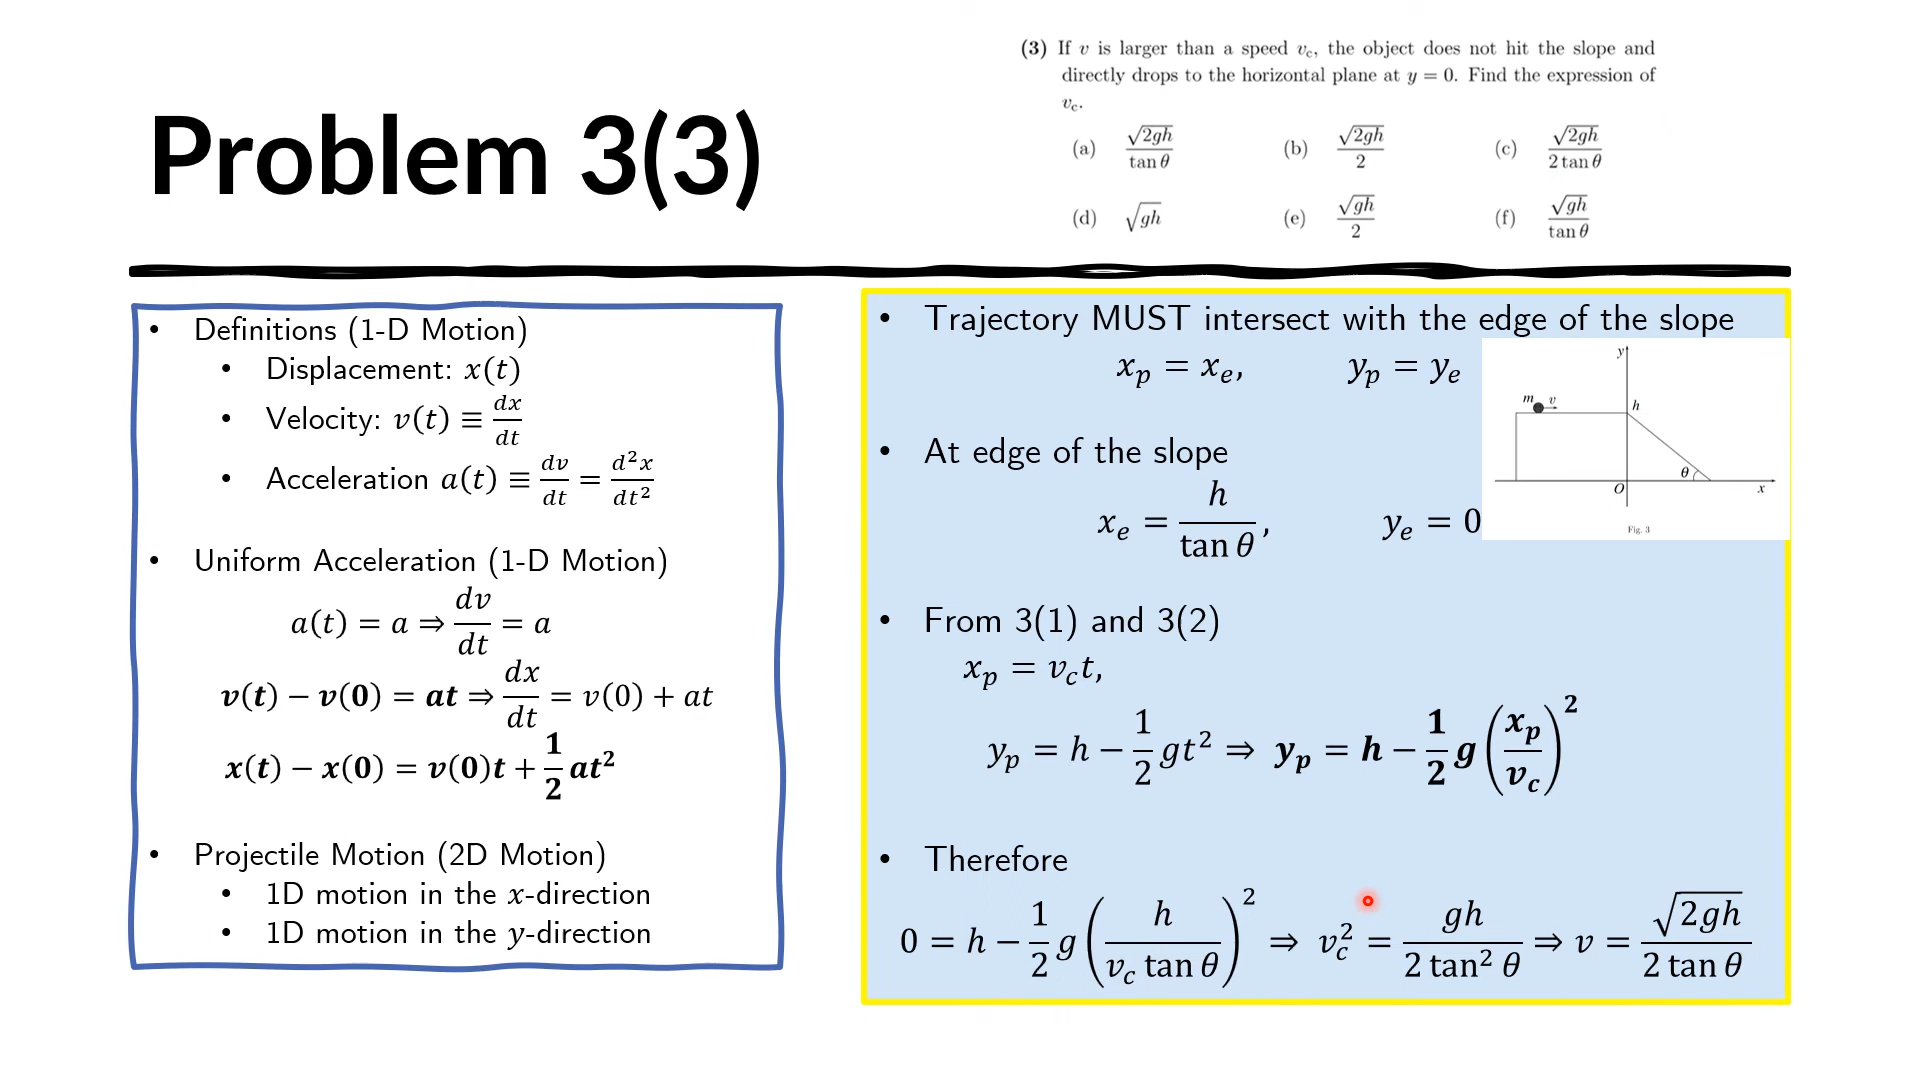 (3) If v is larger than a speed v_c, the object does not hit the slope and
directly drops to the horizontal plane at y = 0. Find the expression of
v_c.
(a) √2gh / tan θ (b) √2gh / 2 (c) √2gh / 2 tan θ
(d) √gh (e) √gh / 2 (f) √gh / tan θ
Problem 3(3)
• Definitions (1-D Motion)
• Displacement: x(t)
• Velocity: v(t) ≡ dx/dt
• Acceleration a(t) ≡ dv/dt = d²x/dt²
• Uniform Acceleration (1-D Motion)
a(t) = a ⇒ dv/dt = a
v(t) − v(0) = at ⇒ dx/dt = v(0) + at
x(t) − x(0) = v(0)t + 1/2 at²
• Projectile Motion (2D Motion)
• 1D motion in the x-direction
• 1D motion in the y-direction
• Trajectory MUST intersect with the edge of the slope
x_p = x_e, y_p = y_e
• At edge of the slope
x_e = h / tan θ, y_e = 0
y
m v
h
θ
O
x
Fig. 3
• From 3(1) and 3(2)
x_p = v_c t,
y_p = h − 1/2 gt² ⇒ y_p = h − 1/2 g (x_p / v_c)²
• Therefore
0 = h − 1/2 g (h / v_c tan θ)² ⇒ v_c² = gh / 2 tan² θ ⇒ v = √2gh / 2 tan θ